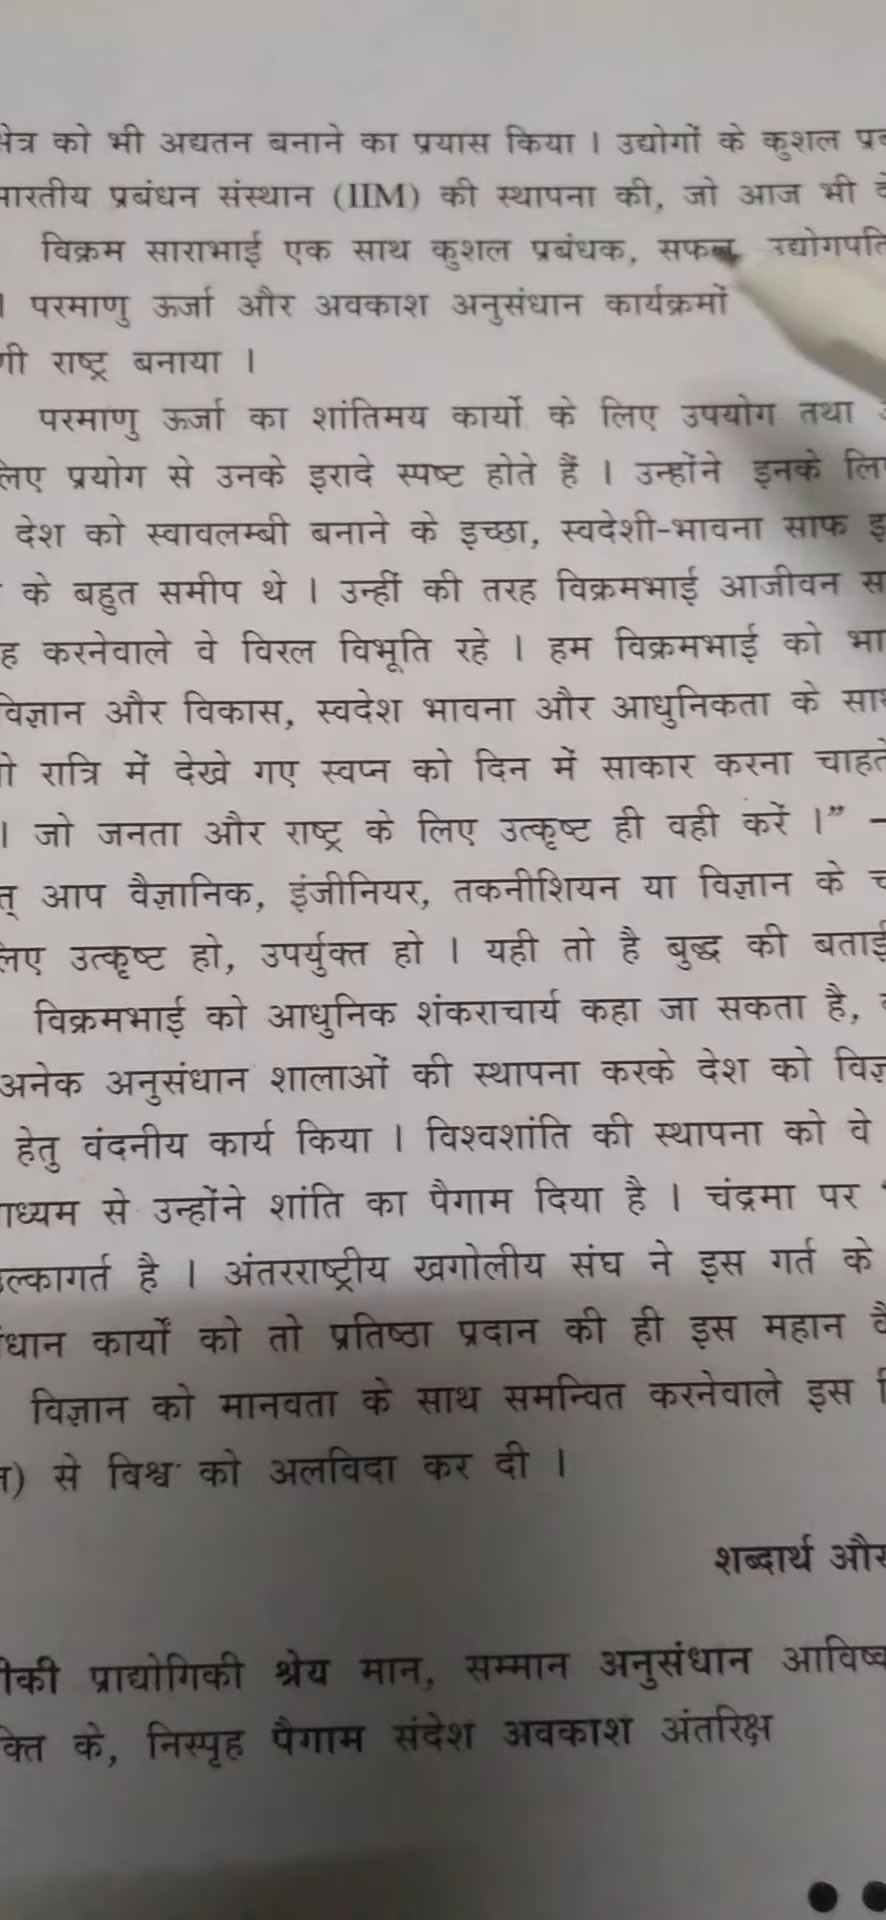 को भी अद्यतन बनाने का प्रयास किया । उद्योगों के कुशल
प्रबंधन संस्थान (IIM) की स्थापना की, जो आज भी
विक्रम साराभाई एक साथ कुशल प्रबंधक, सफल उद्योगपति
। परमाणु ऊर्जा और अवकाश अनुसंधान कार्यक्रमों
राष्ट्र बनाया ।
परमाणु ऊर्जा का शांतिमय कार्यो के लिए उपयोग तथा
प्रयोग से उनके इरादे स्पष्ट होते हैं । उन्होंने इनके
देश को स्वावलम्बी बनाने के इच्छा, स्वदेशी-भावना साफ
के बहुत समीप थे । उन्हीं की तरह विक्रमभाई आजीवन
करनेवाले वे विरल विभूति रहे । हम विक्रमभाई को
विज्ञान और विकास, स्वदेश भावना और आधुनिकता के
रात्रि में देखे गए स्वप्न को दिन में साकार करना
। जो जनता और राष्ट्र के लिए उत्कृष्ट ही वही करें ।” –
आप वैज्ञानिक, इंजीनियर, तकनीशियन या विज्ञान के
उत्कृष्ट हो, उपर्युक्त हो । यही तो है बुद्ध की बताई
विक्रमभाई को आधुनिक शंकराचार्य कहा जा सकता है,
अनेक अनुसंधान शालाओं की स्थापना करके देश को
हेतु वंदनीय कार्य किया । विश्वशांति की स्थापना को वे
से उन्होंने शांति का पैगाम दिया है । चंद्रमा पर
है । अंतरराष्ट्रीय खगोलीय संघ ने इस गर्त के
कार्यों को तो प्रतिष्ठा प्रदान की ही इस महान
विज्ञान को मानवता के साथ समन्वित करनेवाले इस
) से विश्व को अलविदा कर दी ।
शब्दार्थ और
प्राद्योगिकी श्रेय मान, सम्मान अनुसंधान
के, निस्पृह पैगाम संदेश अवकाश अंतरिक्ष